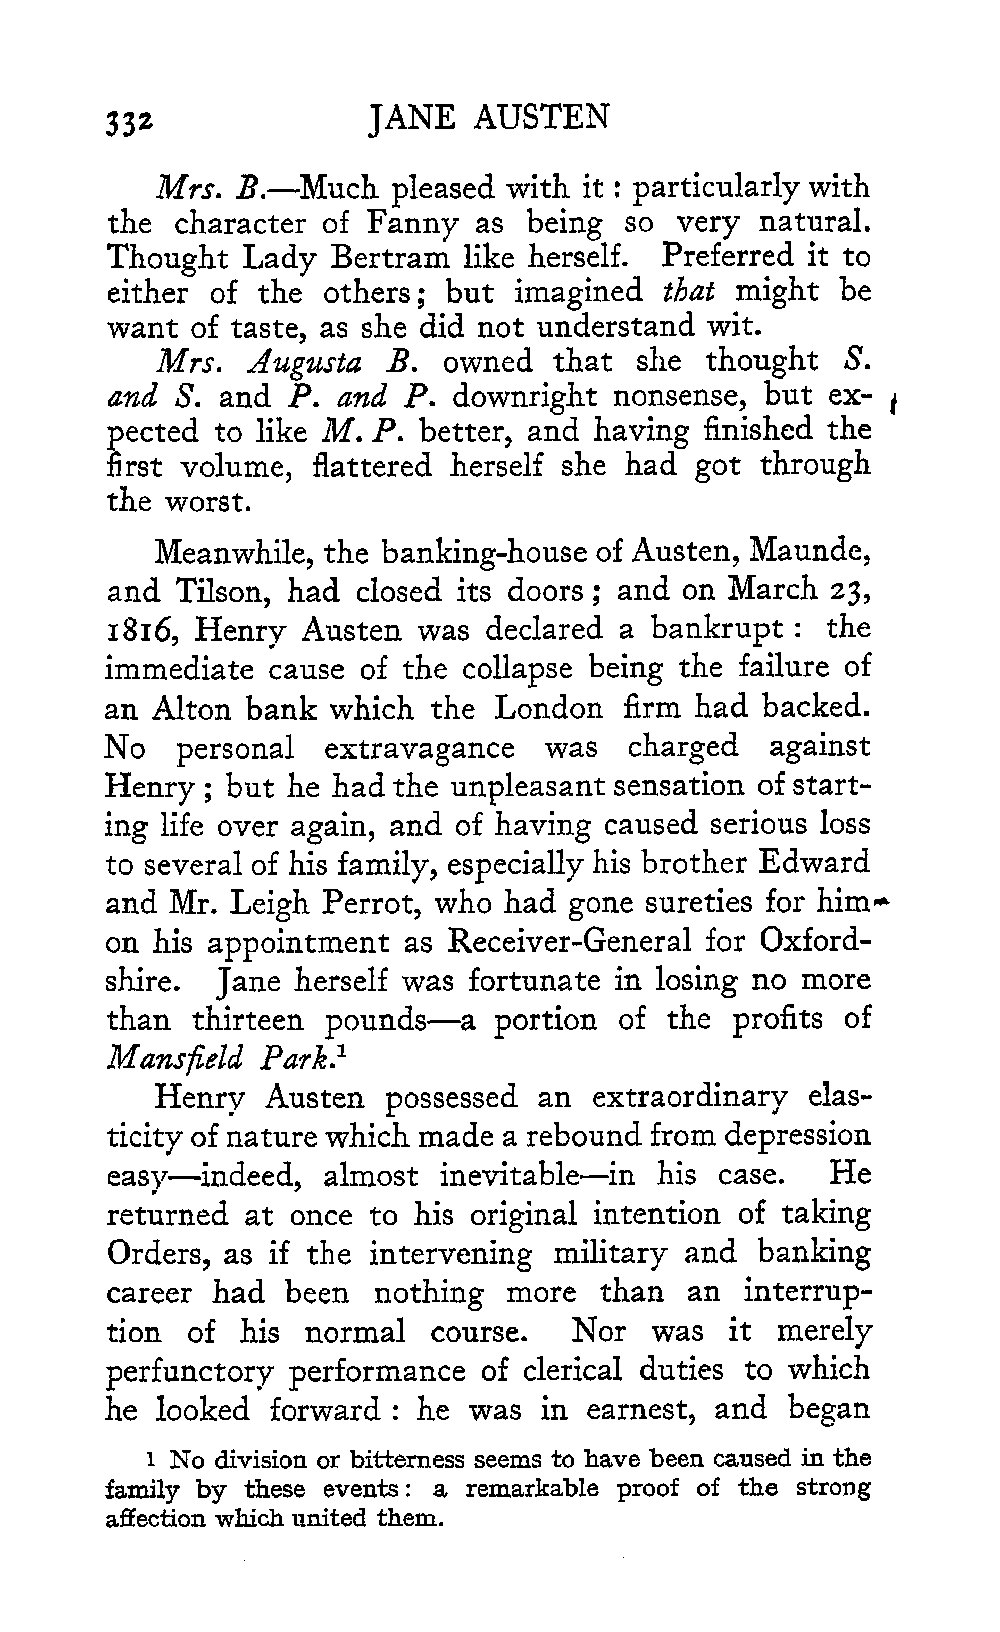 332 JANE AUSTEN
Mrs. B.—Much pleased with it : particularly with
the character of Fanny as being so very natural.
Thought Lady Bertram like herself. Preferred it to
either of the others; but imagined that might be
want of taste, as she did not understand wit.
Mrs. Augusta B. owned that she thought S.
and S. and P. and P. downright nonsense, but ex-
pected to like M. P. better, and having finished the
first volume, flattered herself she had got through
the worst.
Meanwhile, the banking-house of Austen, Maunde,
and Tilson, had closed its doors ; and on March 23,
1816, Henry Austen was declared a bankrupt : the
immediate cause of the collapse being the failure of
an Alton bank which the London firm had backed.
No personal extravagance was charged against
Henry ; but he had the unpleasant sensation of start-
ing life over again, and of having caused serious loss
to several of his family, especially his brother Edward
and Mr. Leigh Perrot, who had gone sureties for him
on his appointment as Receiver-General for Oxford-
shire. Jane herself was fortunate in losing no more
than thirteen pounds—a portion of the profits of
Mansfield Park.¹
Henry Austen possessed an extraordinary elas-
ticity of nature which made a rebound from depression
easy—indeed, almost inevitable—in his case. He
returned at once to his original intention of taking
Orders, as if the intervening military and banking
career had been nothing more than an interrup-
tion of his normal course. Nor was it merely
perfunctory performance of clerical duties to which
he looked forward : he was in earnest, and began
1 No division or bitterness seems to have been caused in the
family by these events: a remarkable proof of the strong
affection which united them.